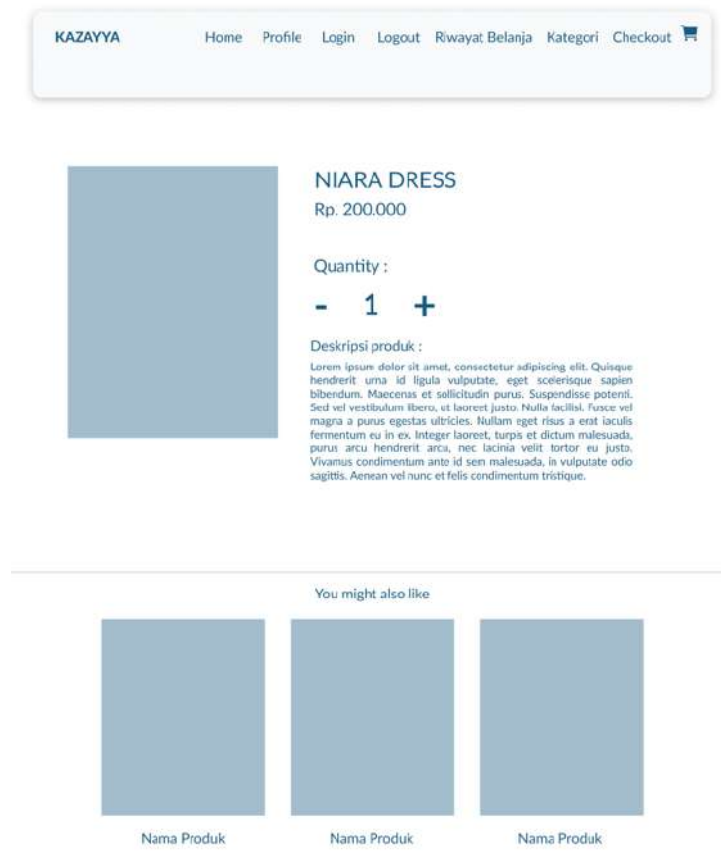 KAZAYYA Home Profile Login Logout Riwayat Belanja Kategori Checkout
NIARA DRESS
Rp. 200.000
Quantity :
- 1 +
Deskripsi produk :
Lorem ipsum dolor sit amet, consectetur adipiscing elit. Quisque
hendrerit urna id ligula vulputate, eget scelerisque sapien
bibendum. Maecenas et sollicitudin purus. Suspendisse potenti.
Sed vel vestibulum libero, ut laoreet justo. Nulla facilisi. Fusce vel
magna a purus egestas ultricies. Nullam eget risus a erat iaculis
fermentum eu in ex. Integer laoreet, turpis et dictum malesuada,
purus arcu hendrerit arcu, nec lacinia velit tortor eu justo.
Vivamus condimentum ante id sem malesuada, in vulputate odio
sagittis. Aenean vel nunc et felis condimentum tristique.
You might also like
Nama Produk Nama Produk Nama Produk